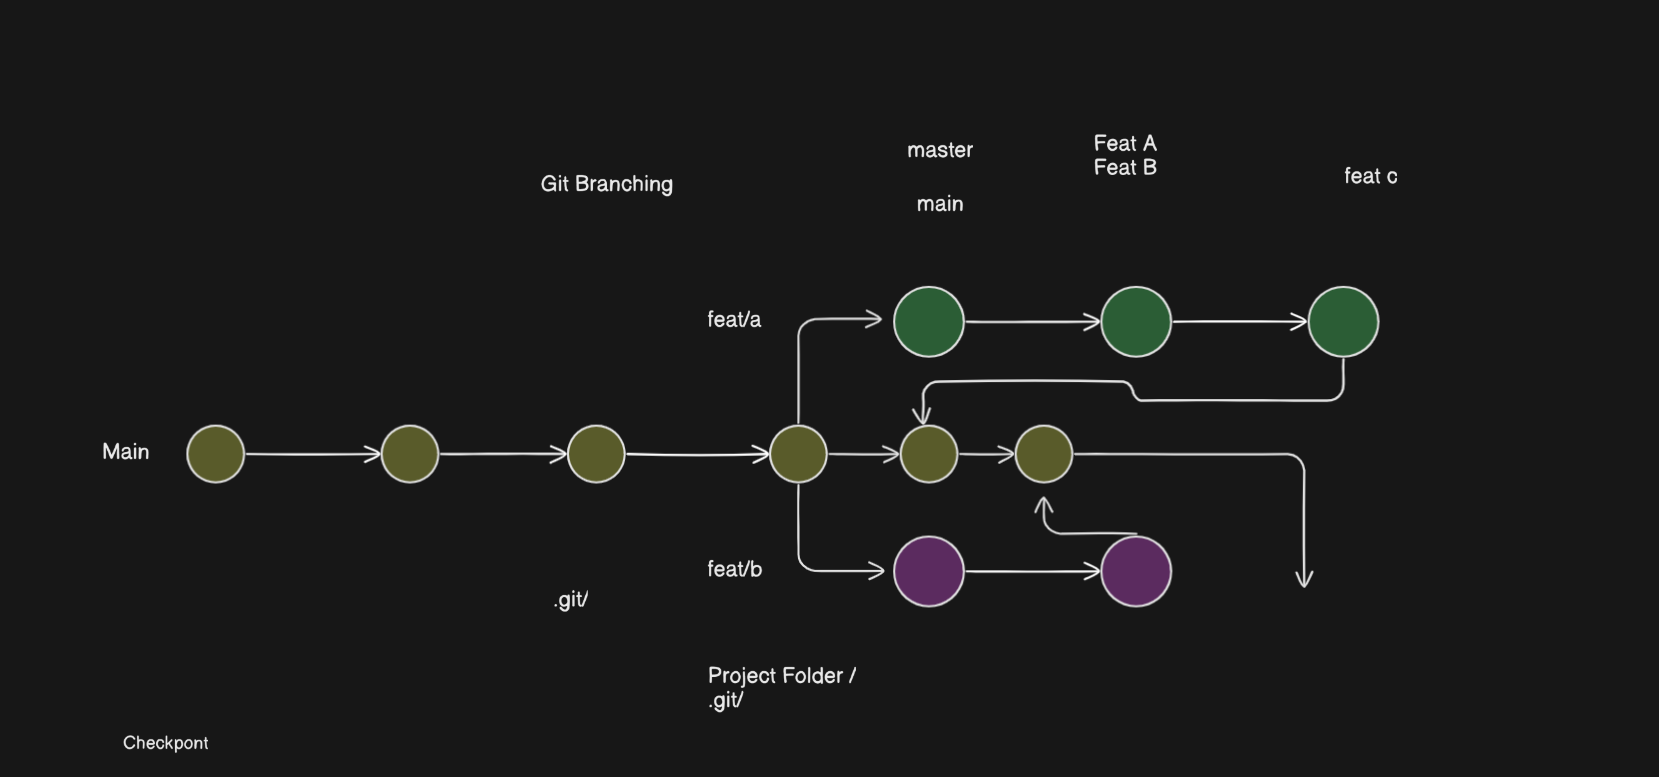 master
Feat A
Feat B
feat c
Git Branching
main
feat/a
Main
feat/b
.git/
Project Folder /
.git/
Checkpont